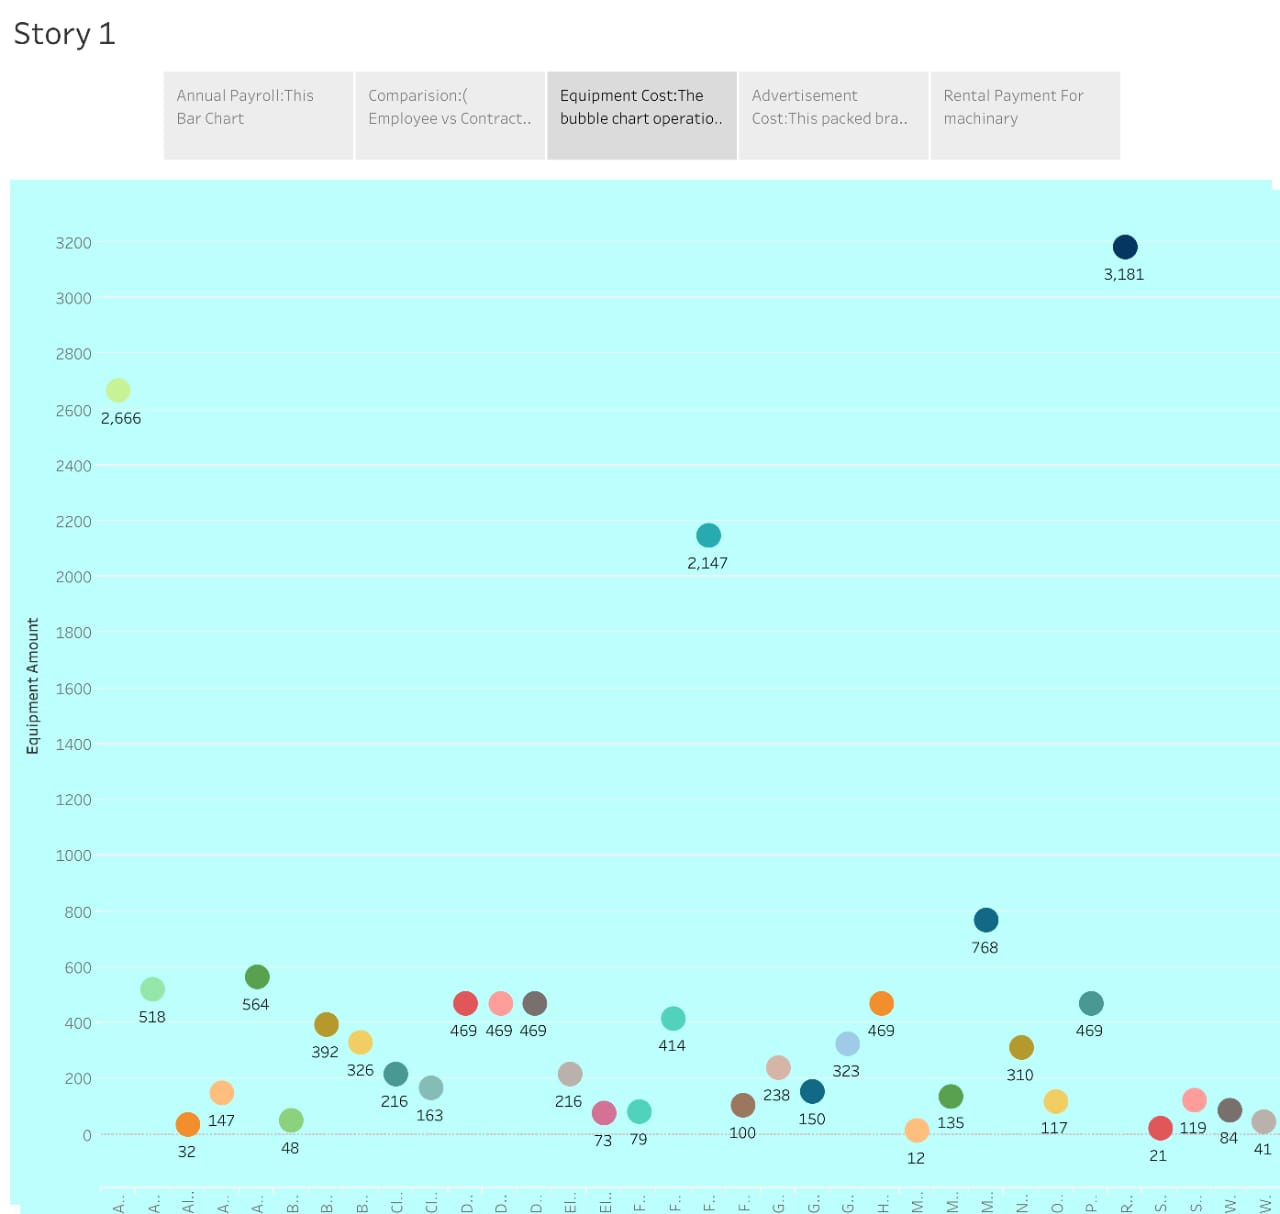 Story 1
Annual Payroll:This
Bar Chart
Comparision:(
Employee vs Contract..
Equipment Cost:The
bubble chart operatio..
Advertisement
Cost:This packed bra..
Rental Payment For
machinary
Equipment Amount
3200
3000
2800
2600
2400
2200
2000
1800
1600
1400
1200
1000
800
600
400
200
0
2,666
518
32
147
564
48
392
326
216
163
469
469
469
216
73
79
414
2,147
100
238
150
323
469
12
135
768
310
117
469
3,181
21
119
84
41
A..
A..
Al..
A..
A..
B..
B..
B..
Cl..
Cl..
D..
D..
D..
El..
El..
F..
F..
F..
F..
G..
G..
G..
H..
M..
M..
M..
N..
O..
P..
R..
S..
S..
W..
W..